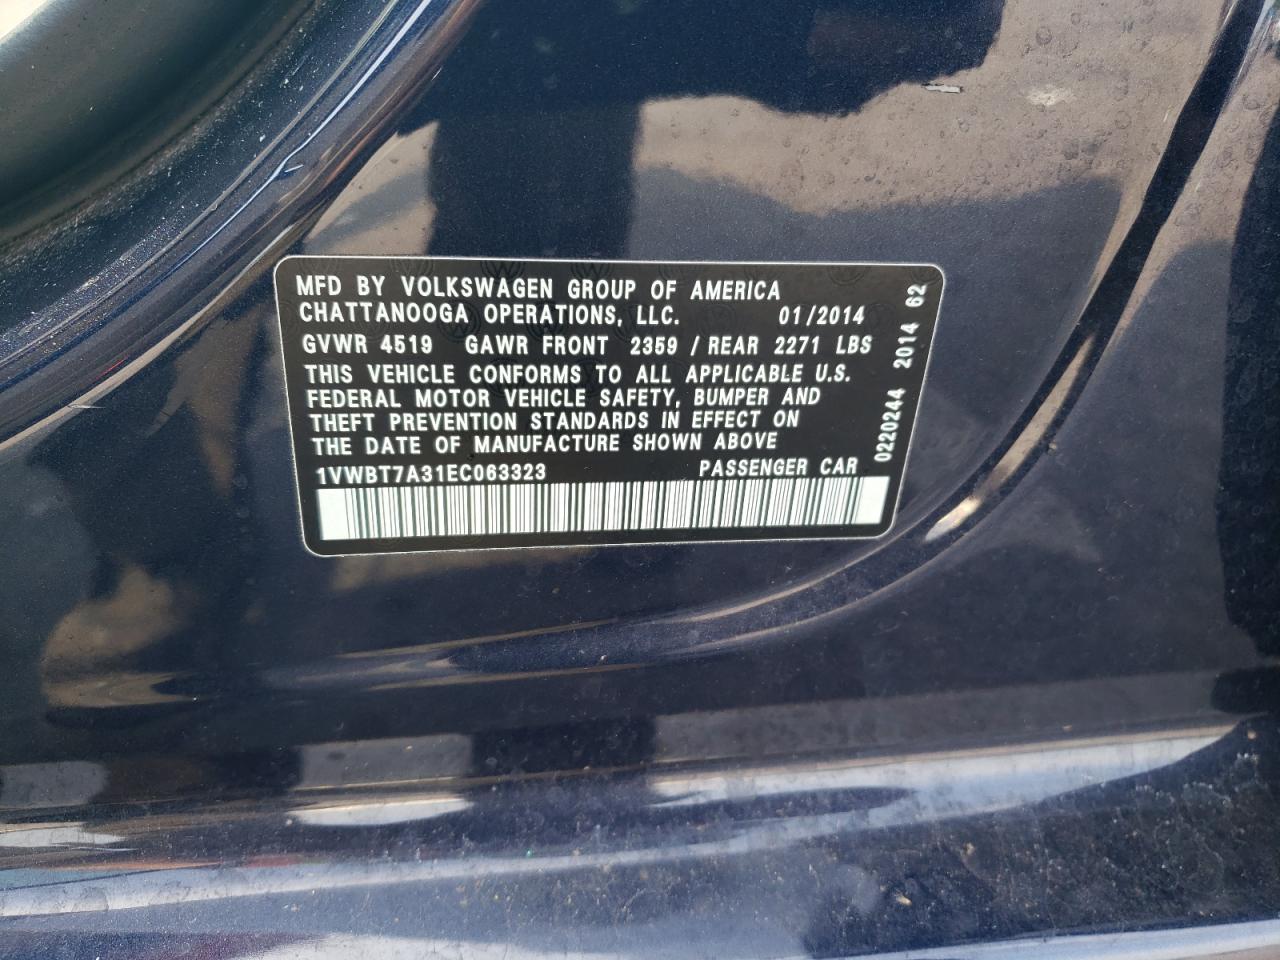 MFD BY VOLKSWAGEN GROUP OF AMERICA
CHATTANOOGA OPERATIONS, LLC. 01/2014
GVWR 4519 GAWR FRONT 2359 / REAR 2271 LBS
THIS VEHICLE CONFORMS TO ALL APPLICABLE U.S.
FEDERAL MOTOR VEHICLE SAFETY, BUMPER AND
THEFT PREVENTION STANDARDS IN EFFECT ON
THE DATE OF MANUFACTURE SHOWN ABOVE
1VWBT7A31EC063323 PASSENGER CAR
0220244 2014 62